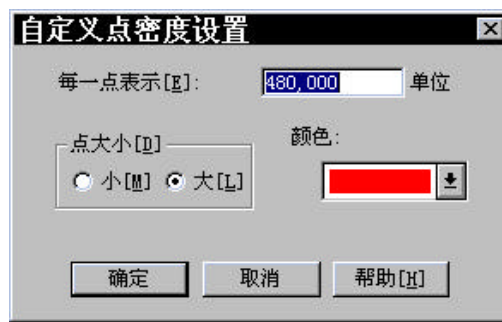 自定义点密度设置
每一点表示[E]: 480,000 单位
点大小[D] 颜色:
小[M] 大[L]
确定 取消 帮助[H]